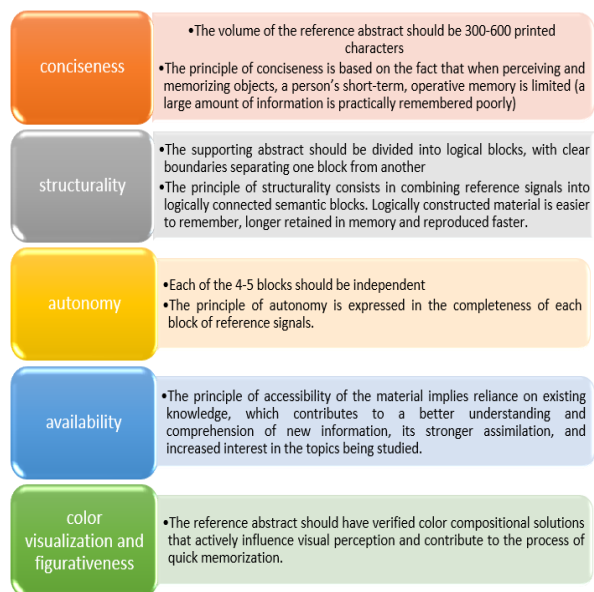 conciseness
•The volume of the reference abstract should be 300-600 printed
characters
•The principle of conciseness is based on the fact that when perceiving and
memorizing objects, a person's short-term, operative memory is limited (a
large amount of information is practically remembered poorly)
structurality
•The supporting abstract should be divided into logical blocks, with clear
boundaries separating one block from another
•The principle of structurality consists in combining reference signals into
logically connected semantic blocks. Logically constructed material is easier
to remember, longer retained in memory and reproduced faster.
autonomy
•Each of the 4-5 blocks should be independent
•The principle of autonomy is expressed in the completeness of each
block of reference signals.
availability
•The principle of accessibility of the material implies reliance on existing
knowledge, which contributes to a better understanding and
comprehension of new information, its stronger assimilation, and
increased interest in the topics being studied.
color
visualization and
figurativeness
•The reference abstract should have verified color compositional solutions
that actively influence visual perception and contribute to the process of
quick memorization.